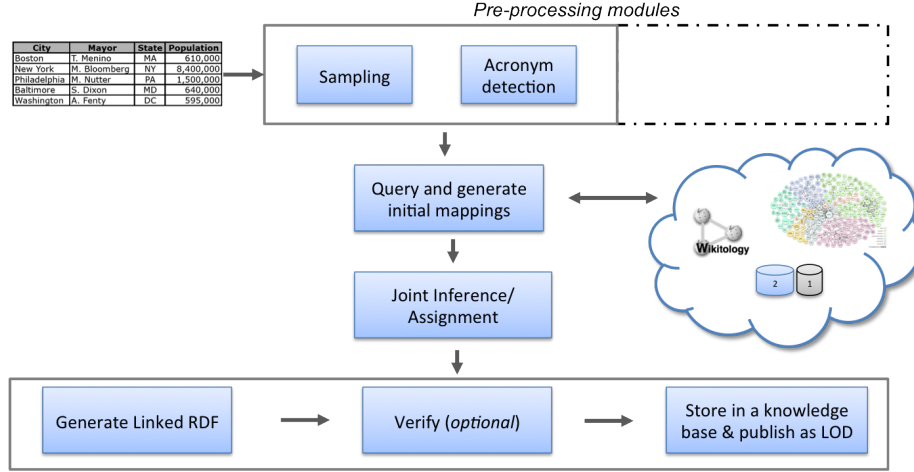 Pre-processing modules
City Mayor State Population
Boston T. Menino MA 610,000
New York M. Bloomberg NY 8,400,000
Philadelphia M. Nutter PA 1,500,000
Baltimore S. Dixon MD 640,000
Washington A. Fenty DC 595,000
Sampling
Acronym
detection
Query and generate
initial mappings
Wikitology
2
1
Joint Inference/
Assignment
Generate Linked RDF
Verify (optional)
Store in a knowledge
base & publish as LOD